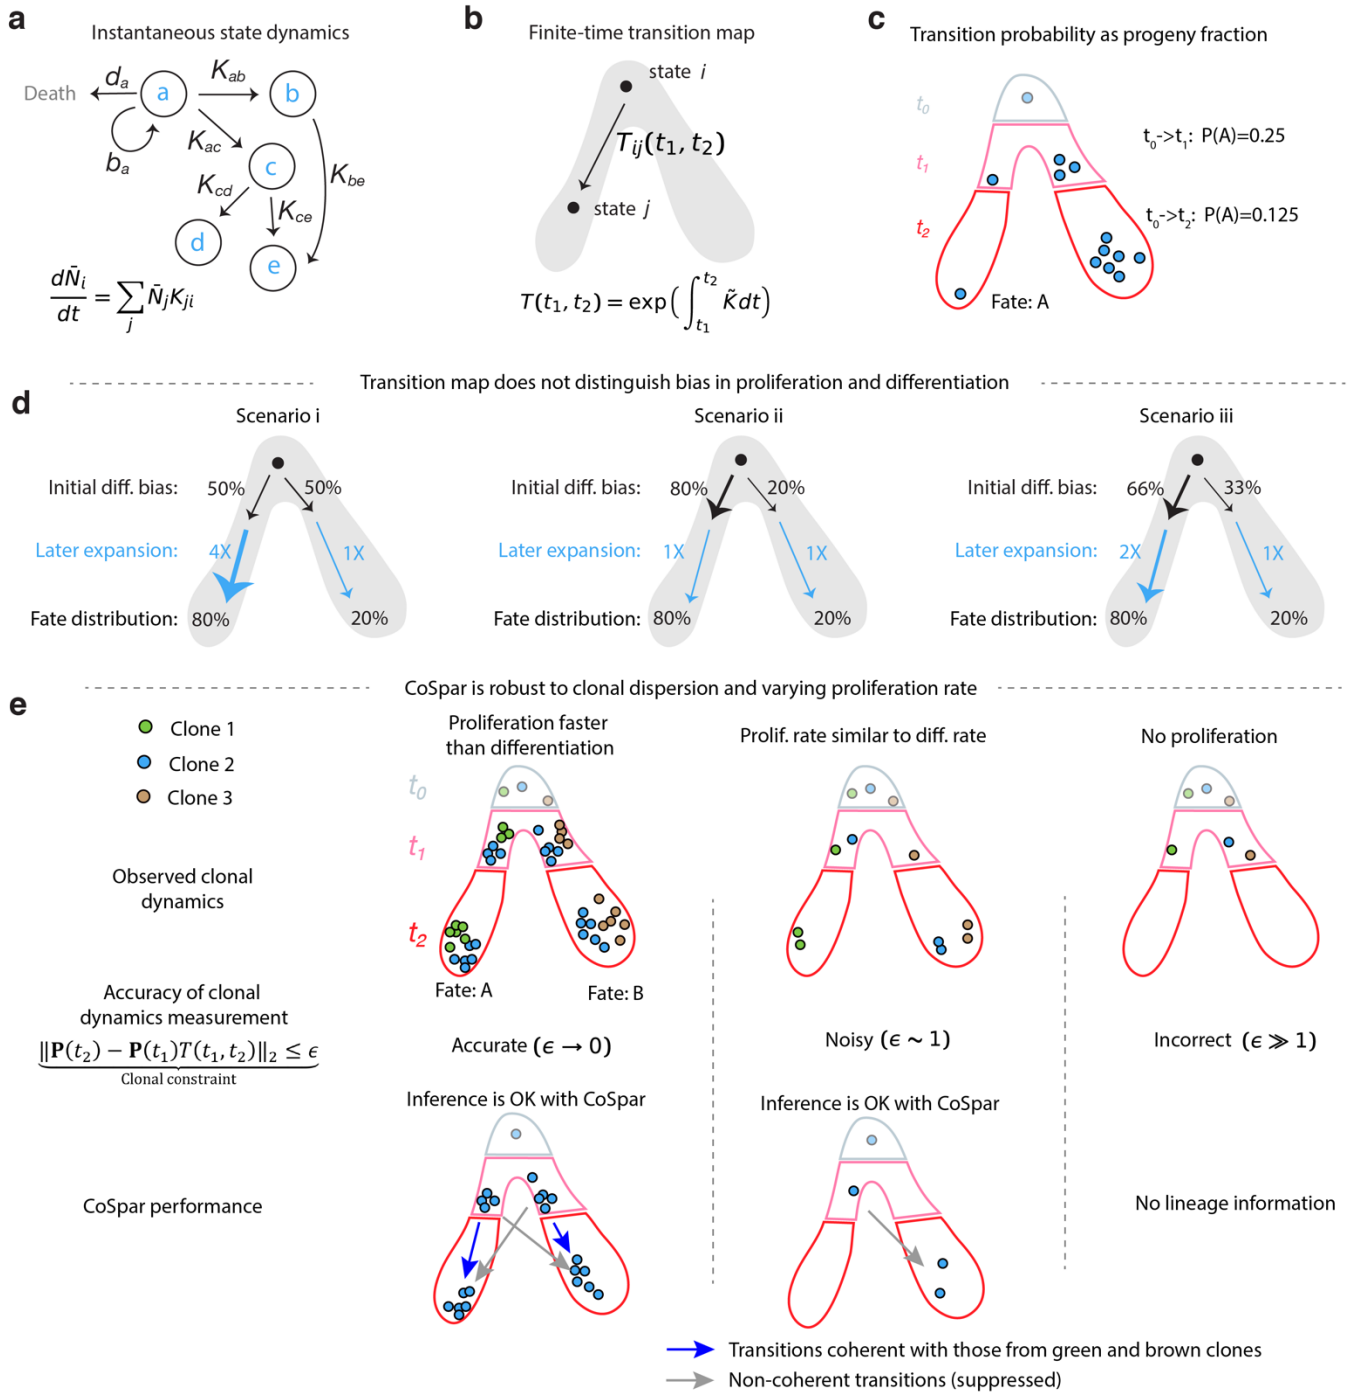 a
Instantaneous state dynamics
Death
d_a
a
K_ab
b
b_a
K_ac
c
K_cd
K_be
K_ce
d
e
dN̄_i/dt = ∑_j N̄_j K_ji
b
Finite-time transition map
state i
T_ij(t_1, t_2)
state j
T(t_1, t_2) = exp(∫_{t_1}^{t_2} K̃dt)
c
Transition probability as progeny fraction
t_0
t_1
t_2
t_0->t_1: P(A)=0.25
t_0->t_2: P(A)=0.125
Fate: A
Transition map does not distinguish bias in proliferation and differentiation
d
Scenario i
Initial diff. bias:
50%
50%
Later expansion:
4X
1X
Fate distribution:
80%
20%
Scenario ii
Initial diff. bias:
80%
20%
Later expansion:
1X
1X
Fate distribution:
80%
20%
Scenario iii
Initial diff. bias:
66%
33%
Later expansion:
2X
1X
Fate distribution:
80%
20%
CoSpar is robust to clonal dispersion and varying proliferation rate
e
Clone 1
Clone 2
Clone 3
Proliferation faster
than differentiation
Prolif. rate similar to diff. rate
No proliferation
t_0
t_1
t_2
Observed clonal
dynamics
Fate: A
Fate: B
Accuracy of clonal
dynamics measurement
‖P(t_2) − P(t_1)T(t_1, t_2)‖_2 ≤ ϵ
Clonal constraint
Accurate (ϵ → 0)
Noisy (ϵ ~ 1)
Incorrect (ϵ ≫ 1)
Inference is OK with CoSpar
Inference is OK with CoSpar
CoSpar performance
No lineage information
Transitions coherent with those from green and brown clones
Non-coherent transitions (suppressed)